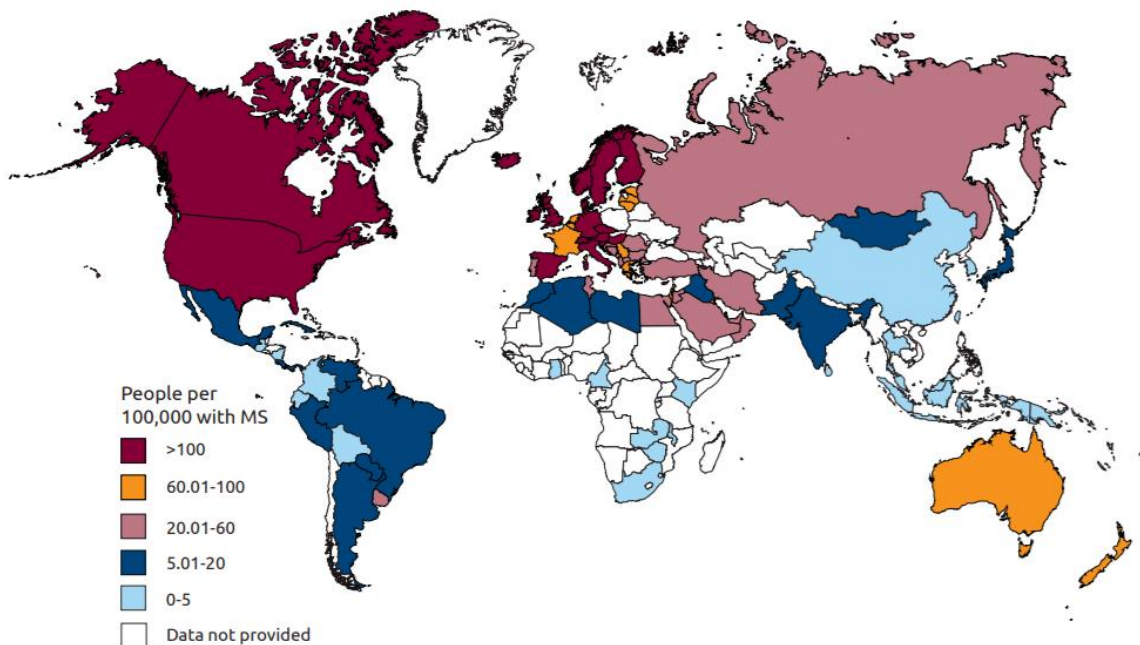 People per
100,000 with MS
>100
60.01-100
20.01-60
5.01-20
0-5
Data not provided